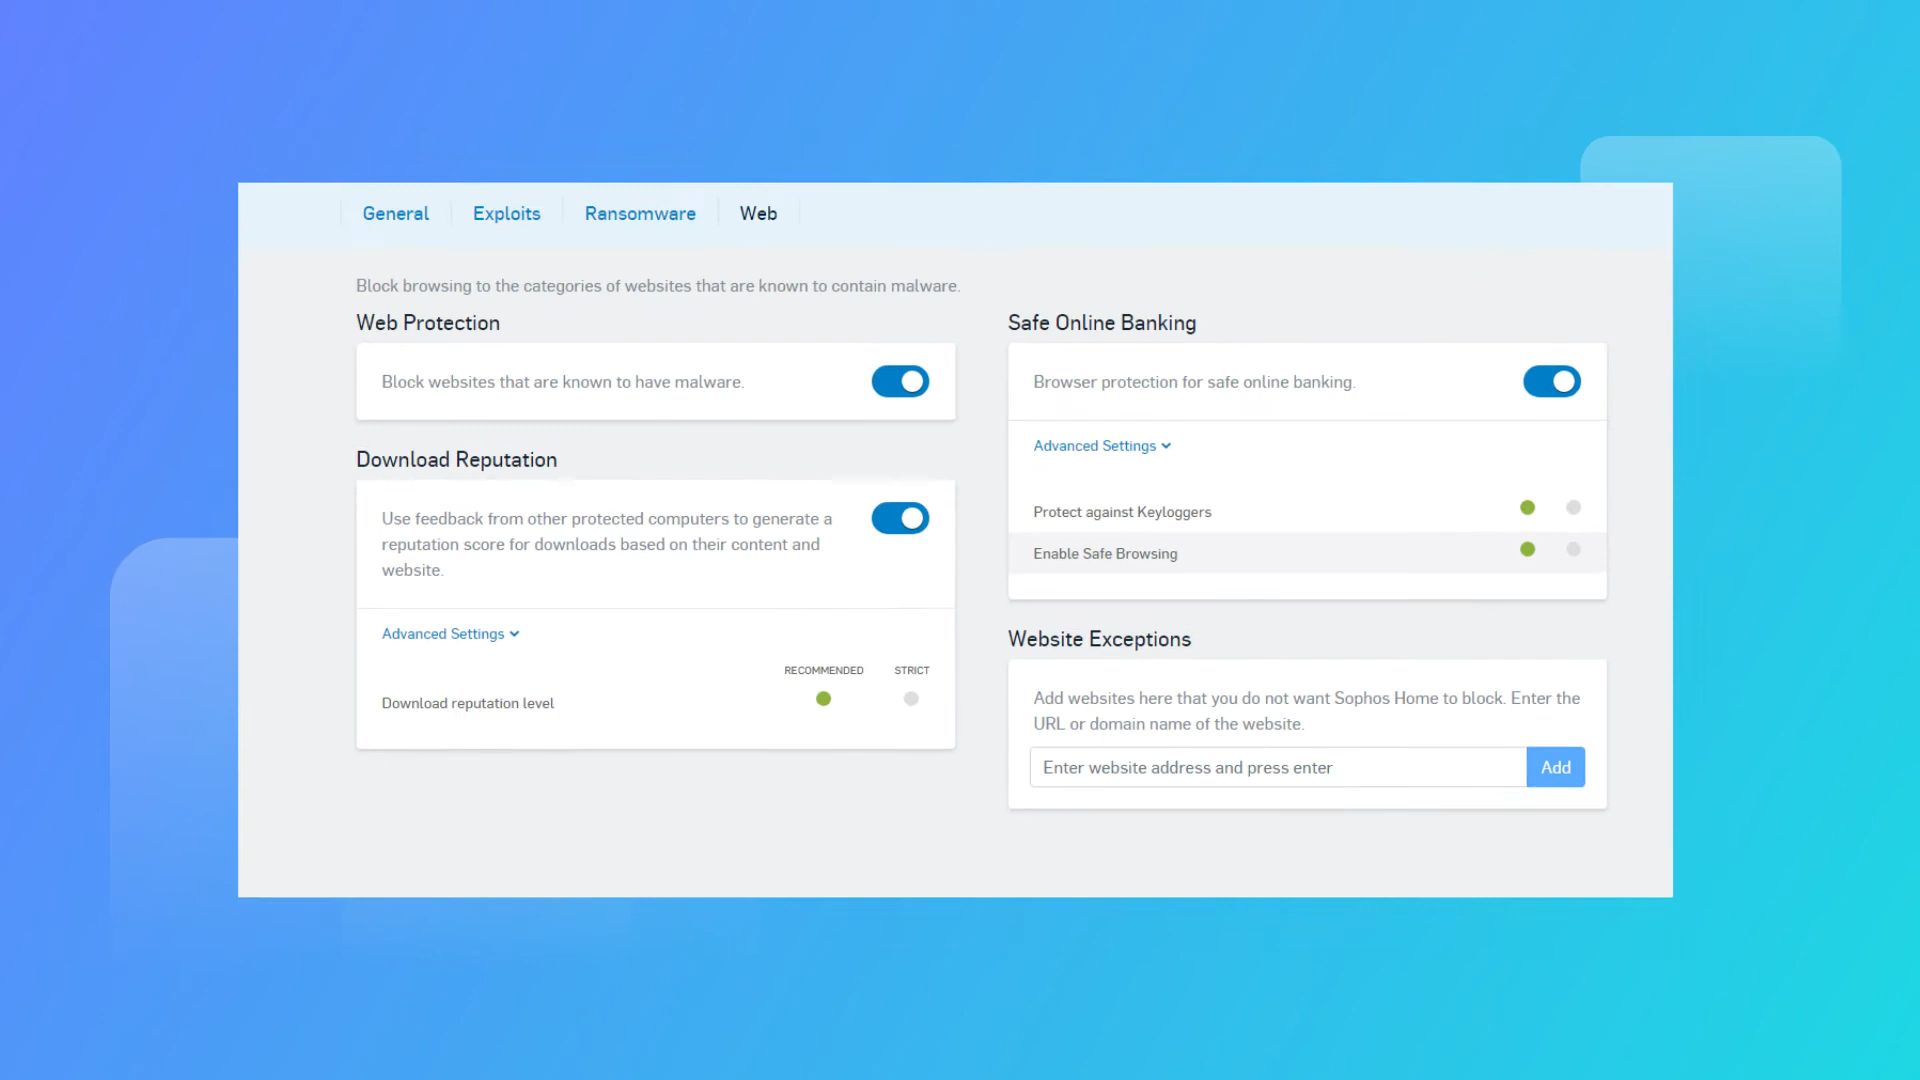 General
Exploits
Ransomware
Web
Block browsing to the categories of websites that are known to contain malware.
Web Protection
Block websites that are known to have malware.
Download Reputation
Use feedback from other protected computers to generate a
reputation score for downloads based on their content and
website.
Advanced Settings
RECOMMENDED STRICT
Download reputation level
Safe Online Banking
Browser protection for safe online banking.
Advanced Settings
Protect against Keyloggers
Enable Safe Browsing
Website Exceptions
Add websites here that you do not want Sophos Home to block. Enter the
URL or domain name of the website.
Enter website address and press enter
Add